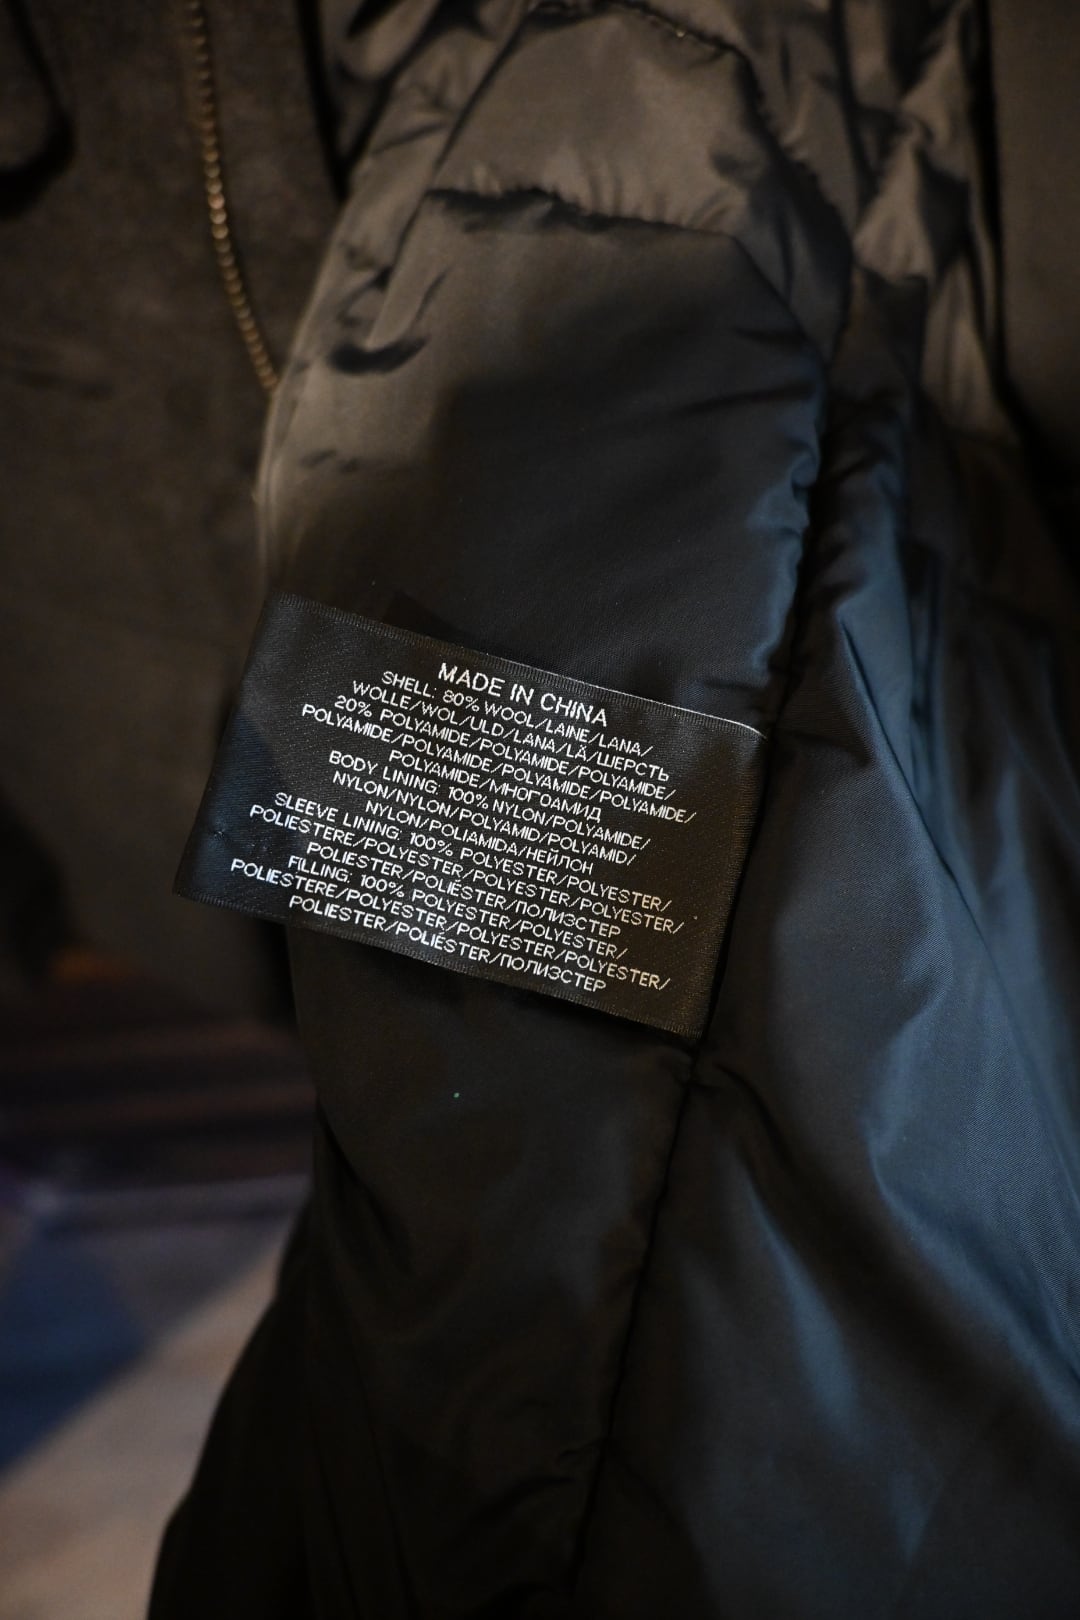 MADE IN CHINA
SHELL: 80% WOOL/LAINE/LANA/
WOLLE/WOL/ULD/LANA/LÃ/ШЕРСТЬ
20% POLYAMIDE/POLYAMIDE/POLYAMIDE/
POLYAMIDE/POLYAMIDE/POLYAMIDE/POLYAMIDE/
POLYAMIDE/МНОГОАМИД
BODY LINING: 100% NYLON/POLYAMIDE/
NYLON/NYLON/POLYAMID/POLYAMID/
NYLON/POLIAMIDA/НЕЙЛОН
SLEEVE LINING: 100% POLYESTER/POLYESTER/
POLIESTERE/POLYESTER/POLYESTER/POLYESTER/
POLIESTER/POLIÉSTER/ПОЛИЭСТЕР
FILLING: 100% POLYESTER/POLYESTER/
POLIESTERE/POLYESTER/POLYESTER/POLYESTER/
POLIESTER/POLIÉSTER/ПОЛИЭСТЕР